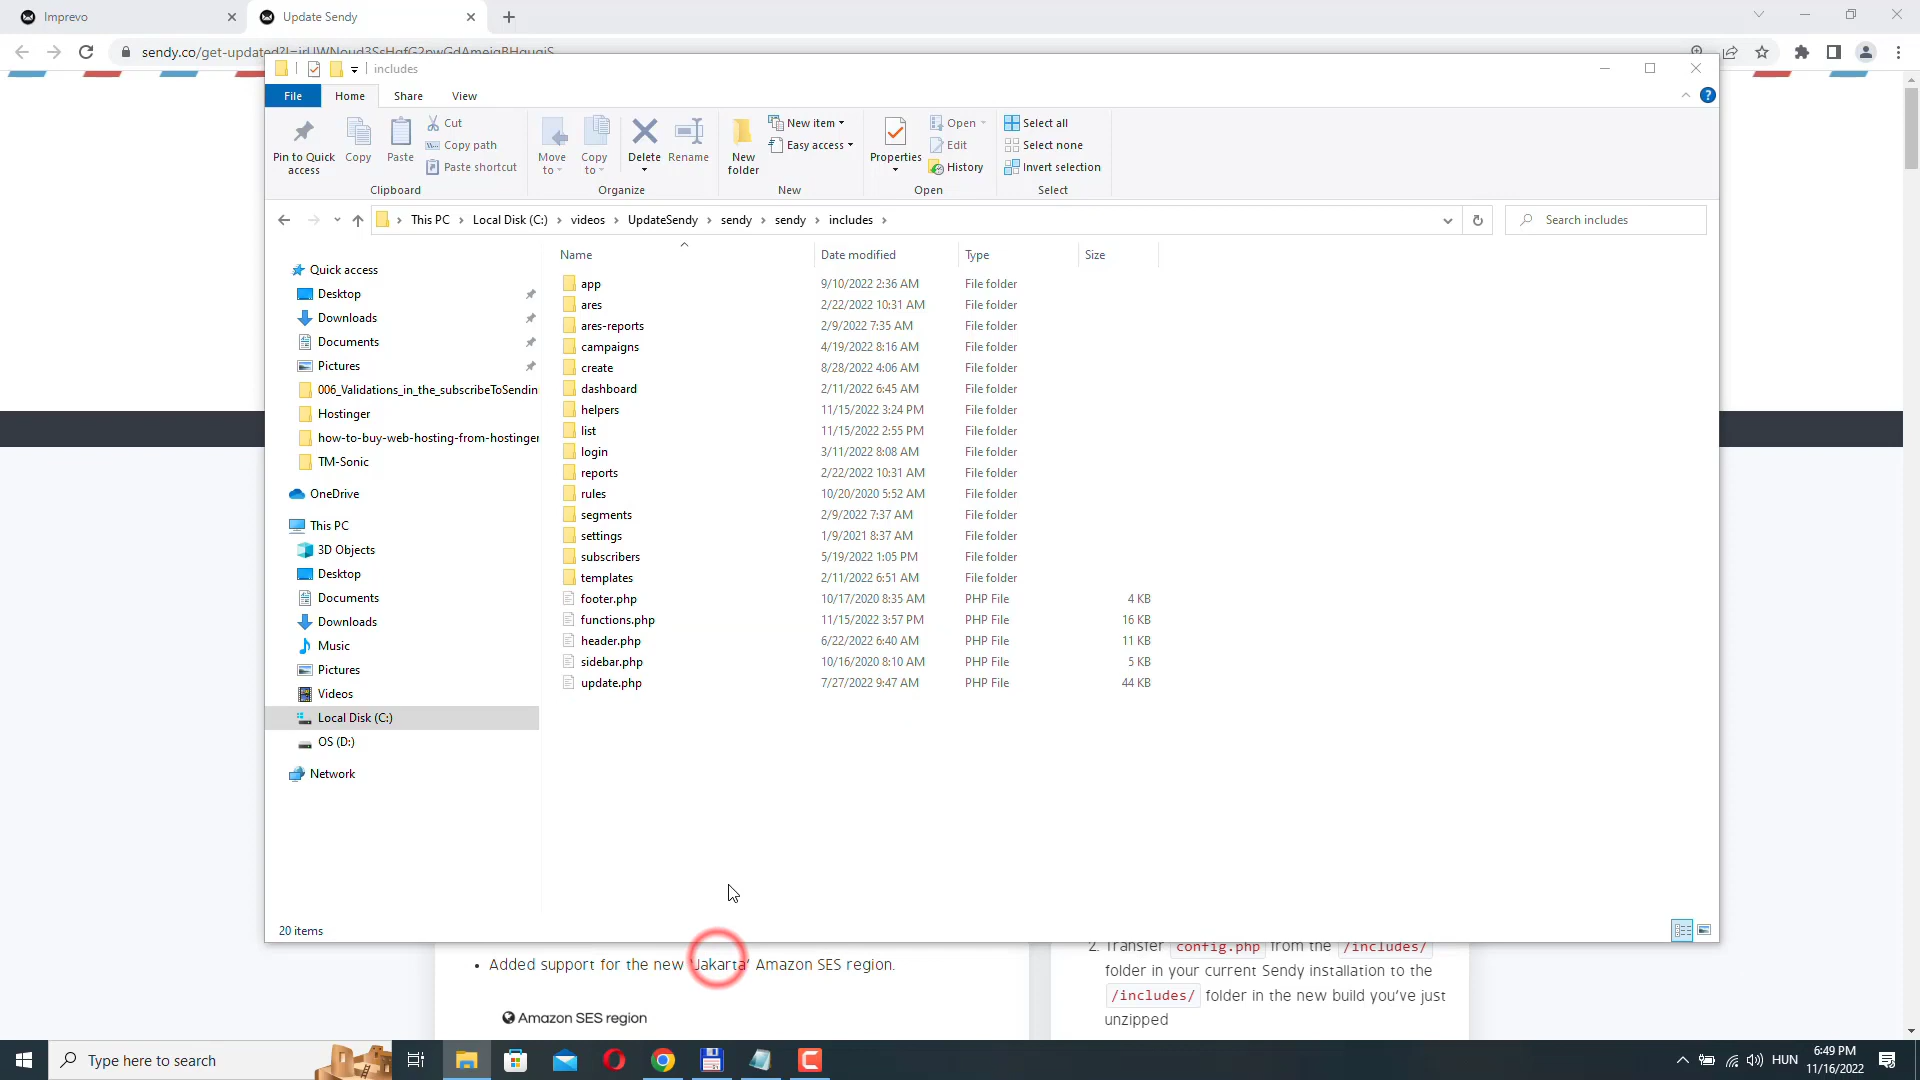 Imprevo
Update Sendy
sendy.co/get-updated?l=
includes
File Home Share View
Pin to Quick access
Copy
Paste
Cut
Copy path
Paste shortcut
Move to
Copy to
Delete
Rename
New folder
New item
Easy access
Properties
Open
Edit
History
Select all
Select none
Invert selection
Clipboard Organize New Open Select
This PC > Local Disk (C:) > videos > UpdateSendy > sendy > sendy > includes >
Search includes
Name Date modified Type Size
Quick access
Desktop
Downloads
Documents
Pictures
006_Validations_in_the_subscribeToSendin
Hostinger
how-to-buy-web-hosting-from-hostinger
TM-Sonic
OneDrive
This PC
3D Objects
Desktop
Documents
Downloads
Music
Pictures
Videos
Local Disk (C:)
OS (D:)
Network
app 9/10/2022 2:36 AM File folder
ares 2/22/2022 10:31 AM File folder
ares-reports 2/9/2022 7:35 AM File folder
campaigns 4/19/2022 8:16 AM File folder
create 8/28/2022 4:06 AM File folder
dashboard 2/11/2022 6:45 AM File folder
helpers 11/15/2022 3:24 PM File folder
list 11/15/2022 2:55 PM File folder
login 3/11/2022 8:08 AM File folder
reports 2/22/2022 10:31 AM File folder
rules 10/20/2020 5:52 AM File folder
segments 2/9/2022 7:37 AM File folder
settings 1/9/2021 8:37 AM File folder
subscribers 5/19/2022 1:05 PM File folder
templates 2/11/2022 6:51 AM File folder
footer.php 10/17/2020 8:35 AM PHP File 4 KB
functions.php 11/15/2022 3:57 PM PHP File 16 KB
header.php 6/22/2022 6:40 AM PHP File 11 KB
sidebar.php 10/16/2020 8:10 AM PHP File 5 KB
update.php 7/27/2022 9:47 AM PHP File 44 KB
20 items
• Added support for the new 'Jakarta' Amazon SES region.
Amazon SES region
2. Transfer config.php from the /includes/
folder in your current Sendy installation to the
/includes/ folder in the new build you've just
unzipped
Type here to search
HUN
6:49 PM
11/16/2022